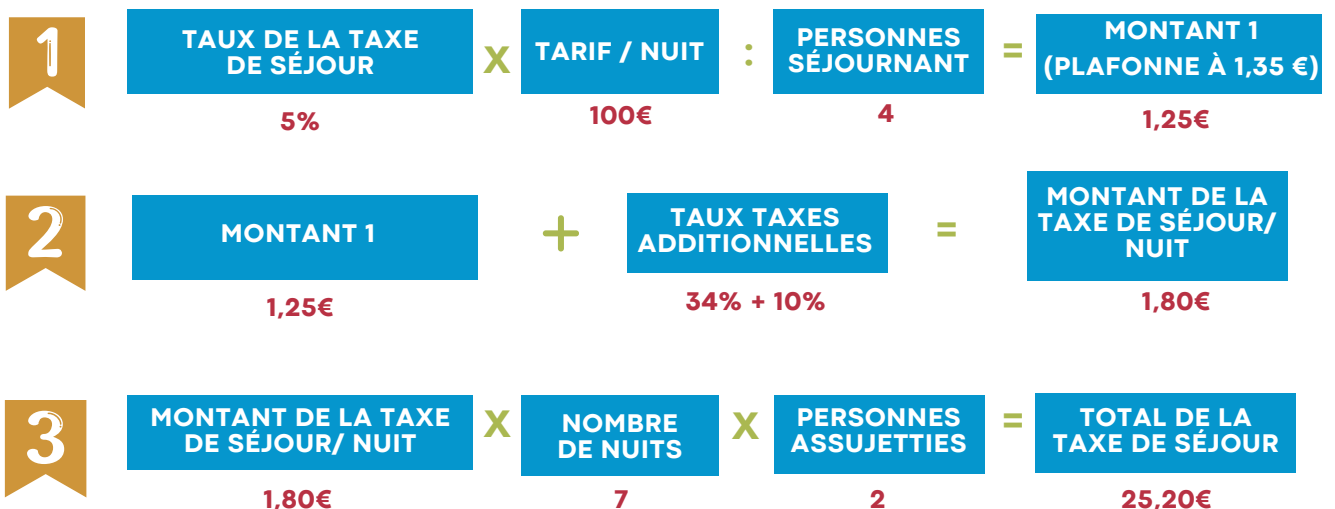 1
TAUX DE LA TAXE
DE SÉJOUR
X
TARIF / NUIT
:
PERSONNES
SÉJOURNANT
=
MONTANT 1
(PLAFONNE À 1,35 €)
5%
100€
4
1,25€
2
MONTANT 1
+
TAUX TAXES
ADDITIONNELLES
=
MONTANT DE LA
TAXE DE SÉJOUR/
NUIT
1,25€
34% + 10%
1,80€
3
MONTANT DE LA TAXE
DE SÉJOUR/ NUIT
X
NOMBRE
DE NUITS
X
PERSONNES
ASSUJETTIES
=
TOTAL DE LA
TAXE DE SÉJOUR
1,80€
7
2
25,20€